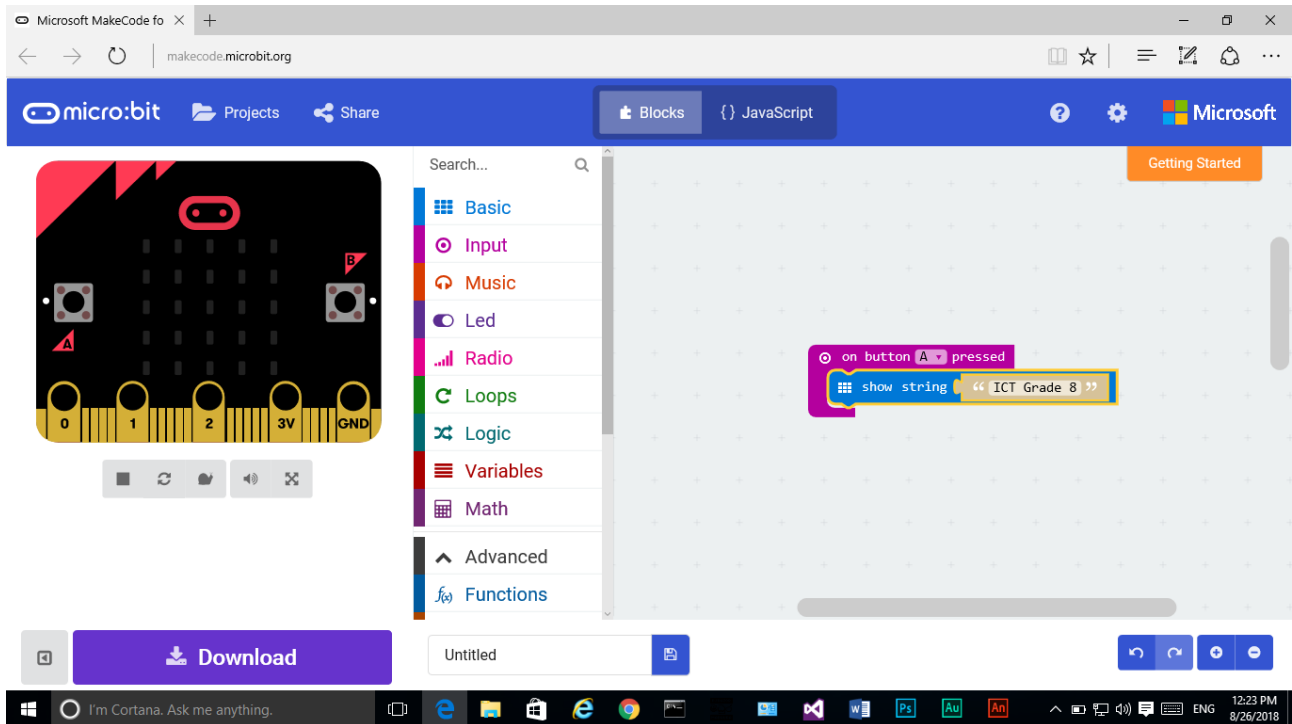 Microsoft MakeCode fo
makecode.microbit.org
micro:bit Projects Share Blocks {} JavaScript Microsoft
Getting Started
Search...
Basic
Input
Music
Led
Radio
Loops
Logic
Variables
Math
Advanced
f(x) Functions
B
A
0 1 2 3V GND
on button A pressed
show string “ ICT Grade 8 ”
Download
Untitled
I'm Cortana. Ask me anything.
Ps Au An
ENG
12:23 PM
8/26/2018